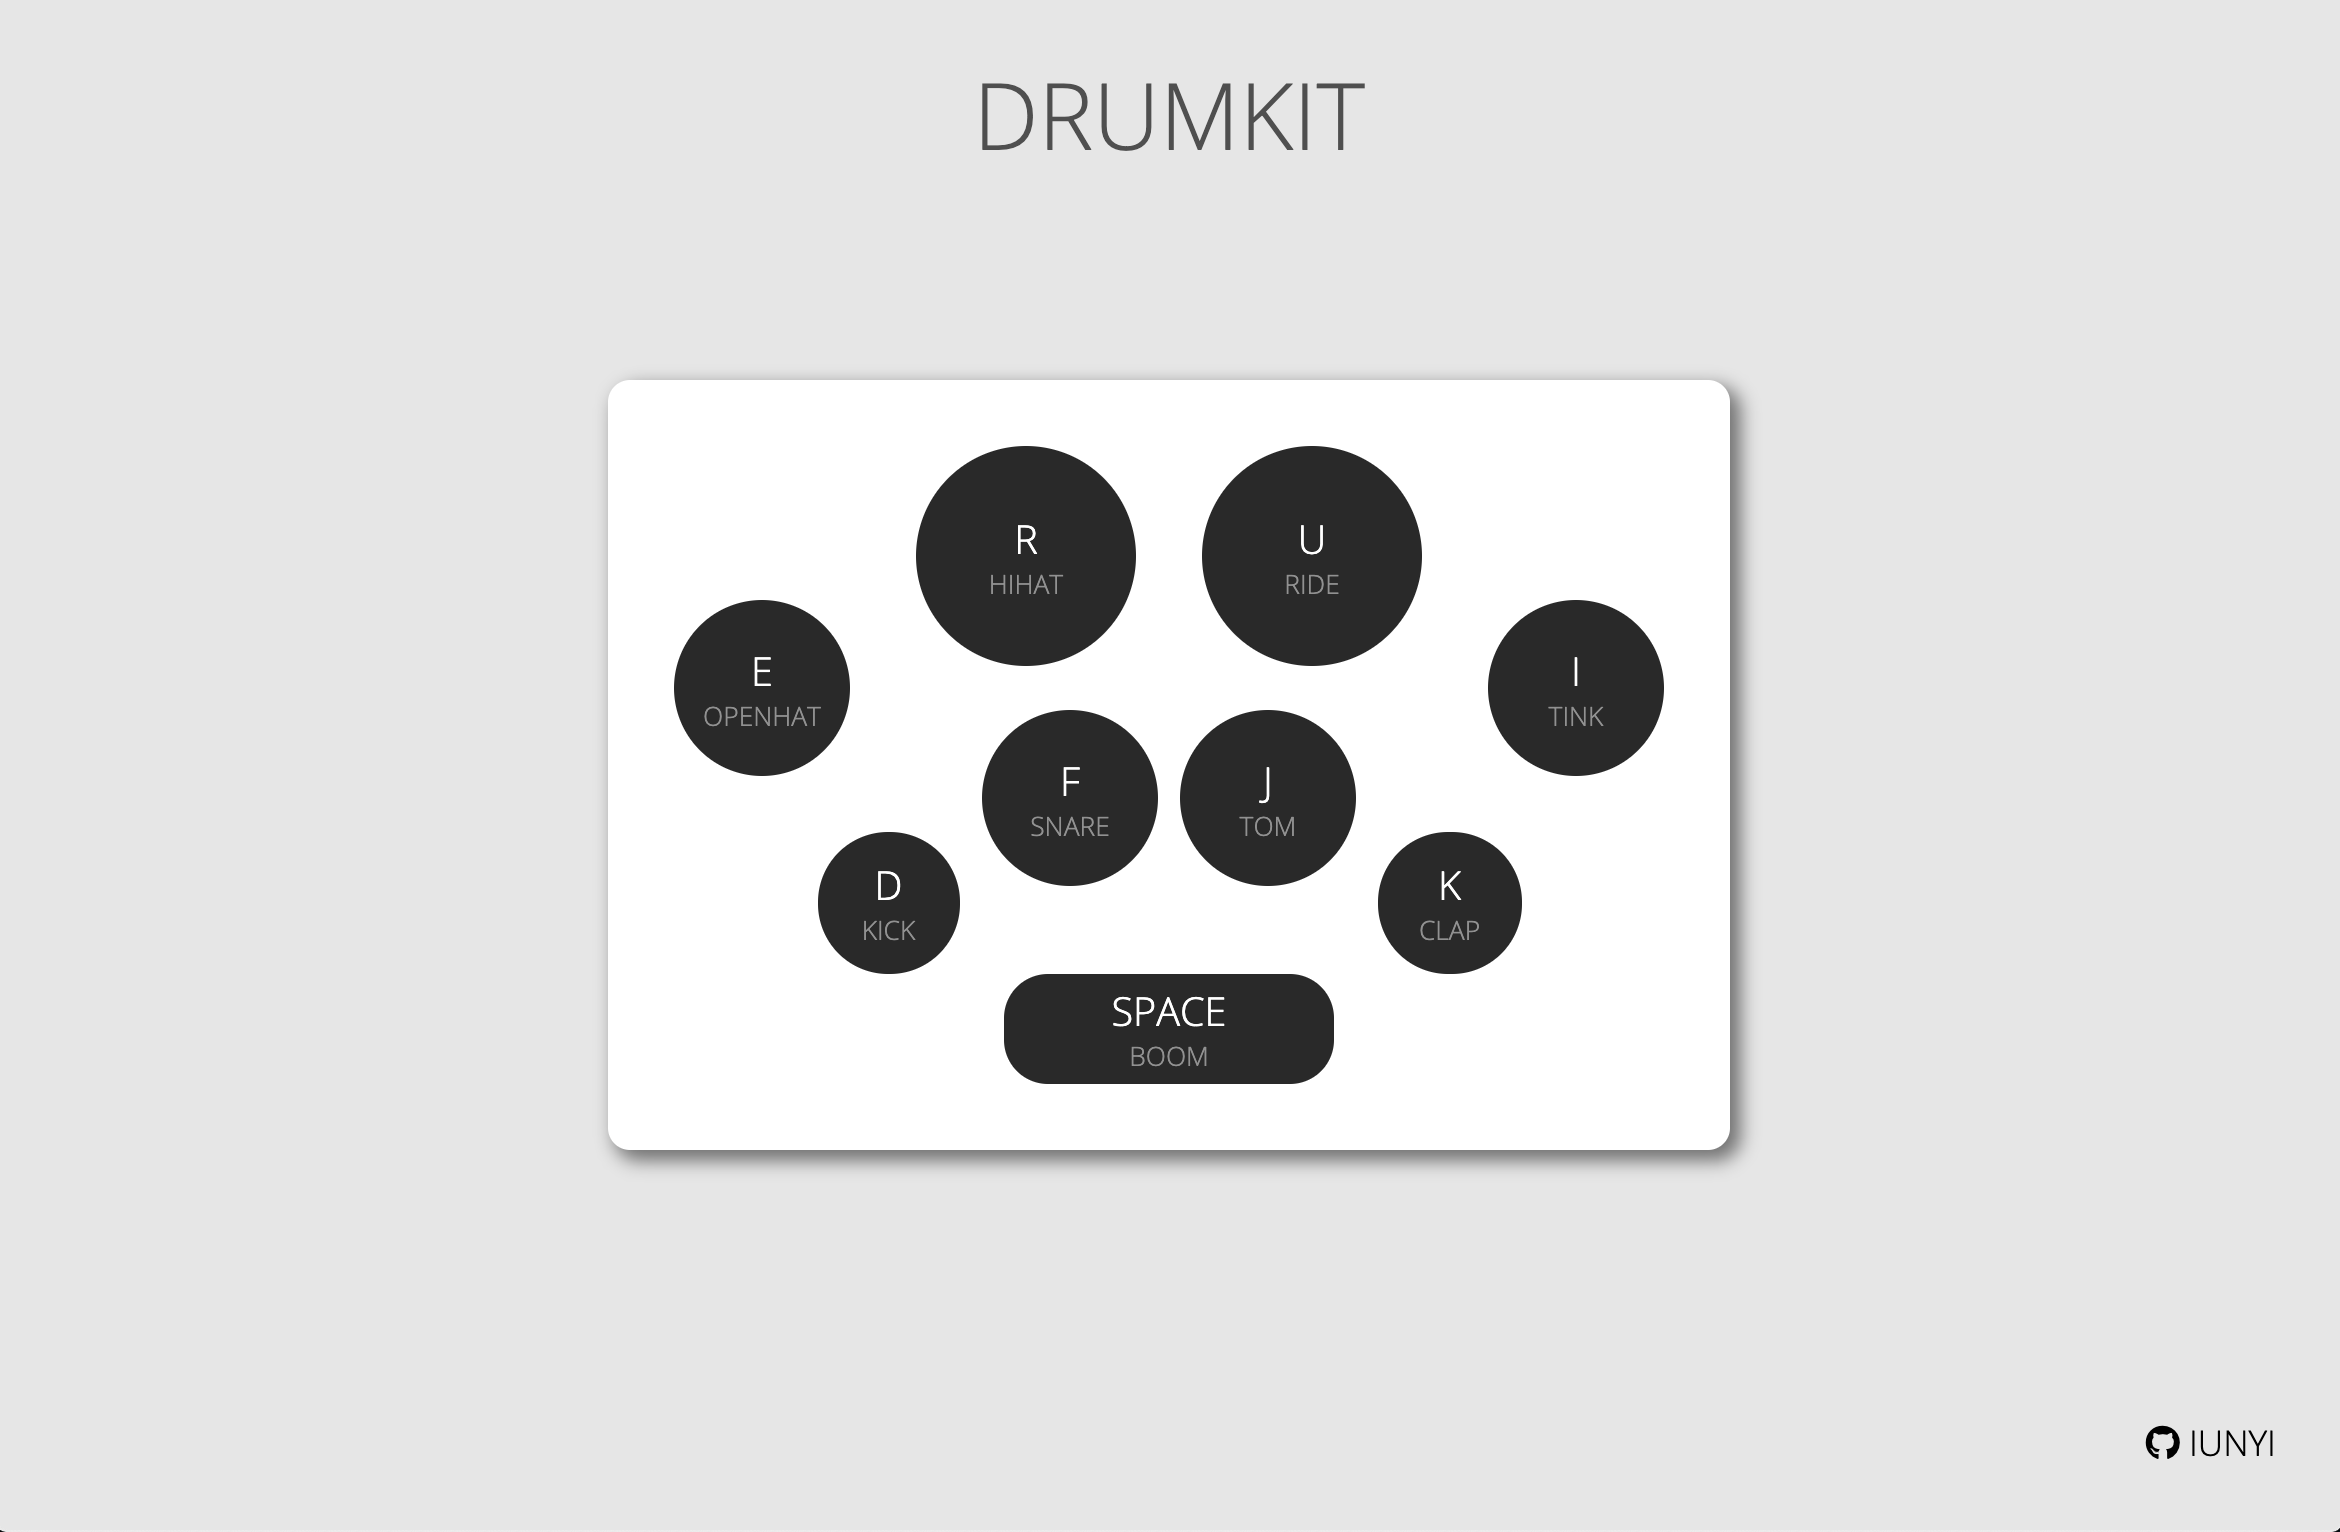 DRUMKIT
R
HIHAT
U
RIDE
E
OPENHAT
I
TINK
F
SNARE
J
TOM
D
KICK
K
CLAP
SPACE
BOOM
IUNYI